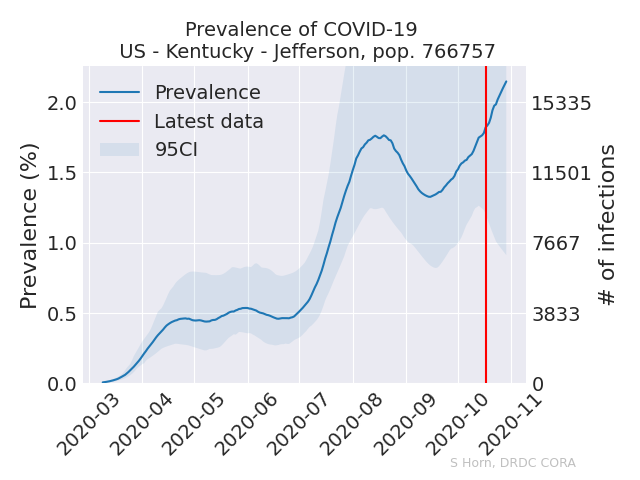 Prevalence of COVID-19
US - Kentucky - Jefferson, pop. 766757
Prevalence
Latest data
95CI
Prevalence (%)
2.0
1.5
1.0
0.5
0.0
15335
11501
7667
3833
0
# of infections
2020-03
2020-04
2020-05
2020-06
2020-07
2020-08
2020-09
2020-10
2020-11
S Horn, DRDC CORA